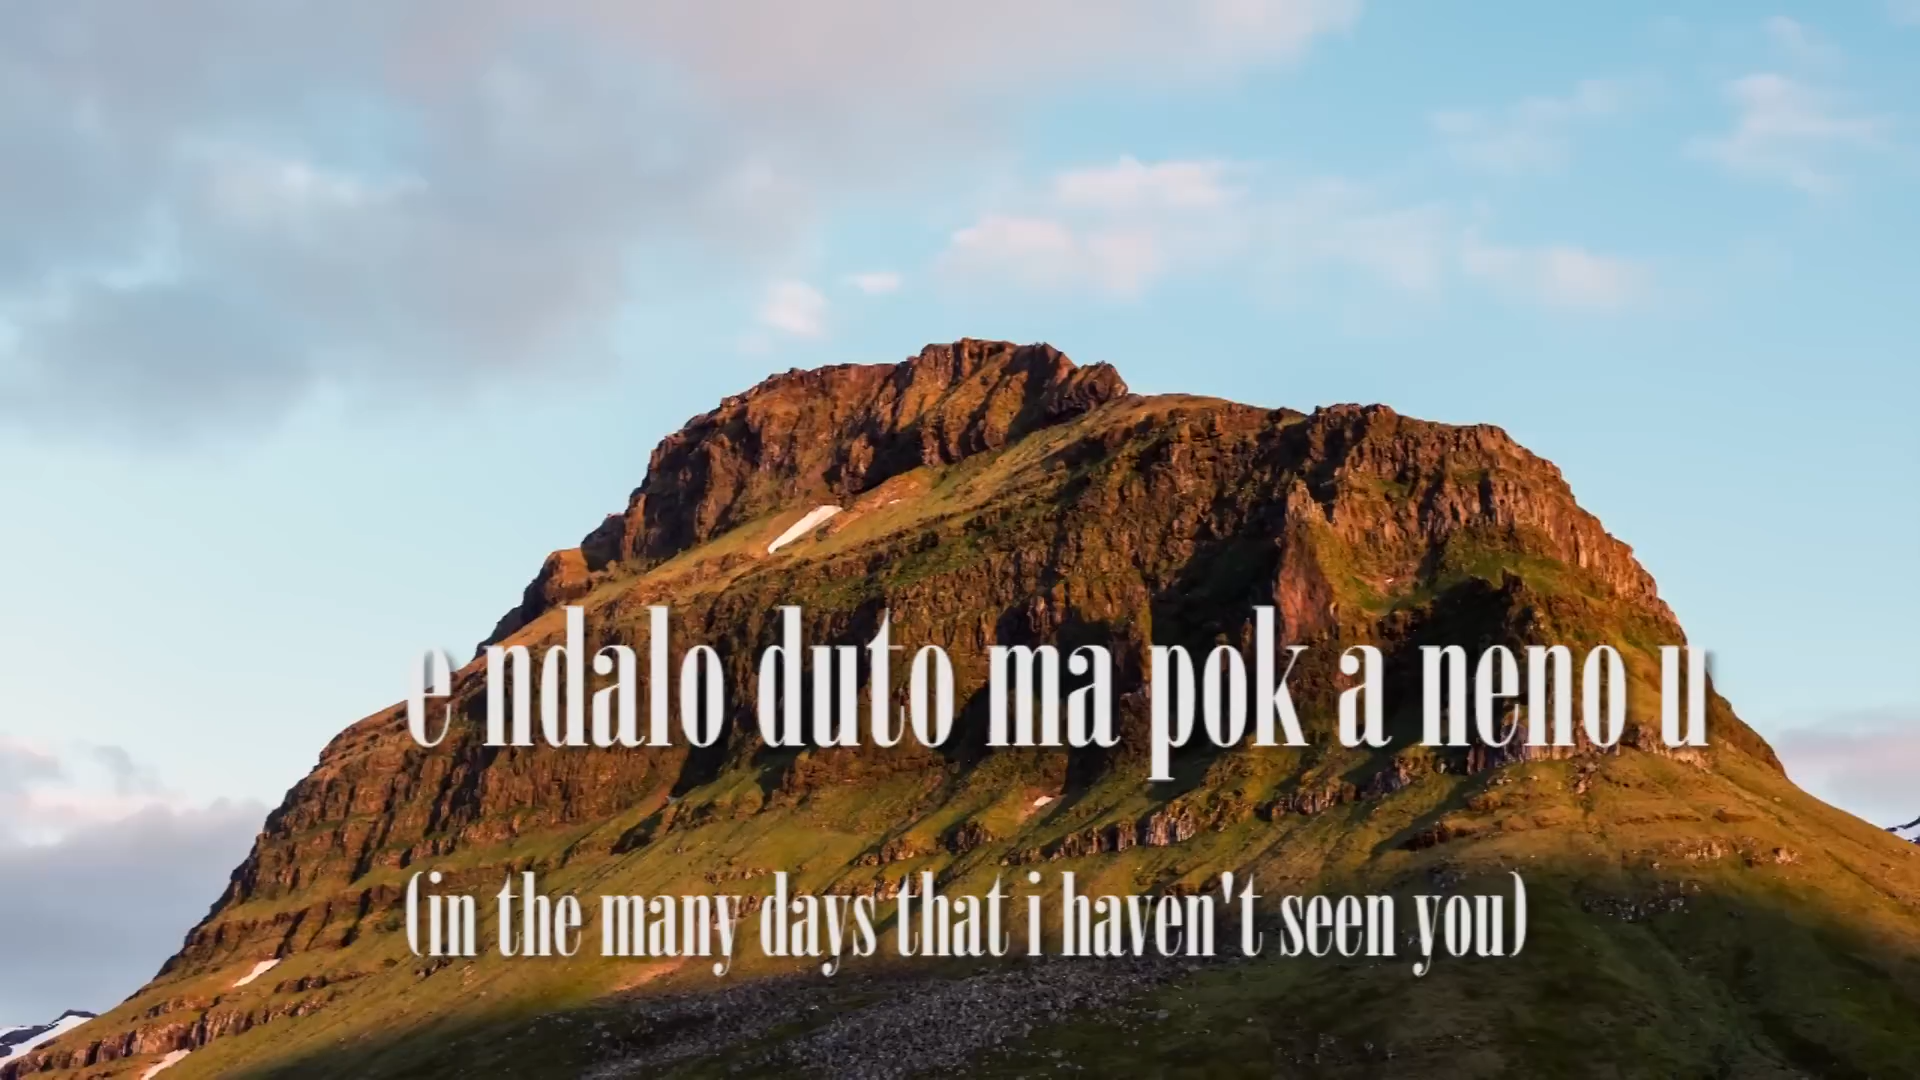 e ndalo duto ma pok a neno u
(in the many days that i haven't seen you)